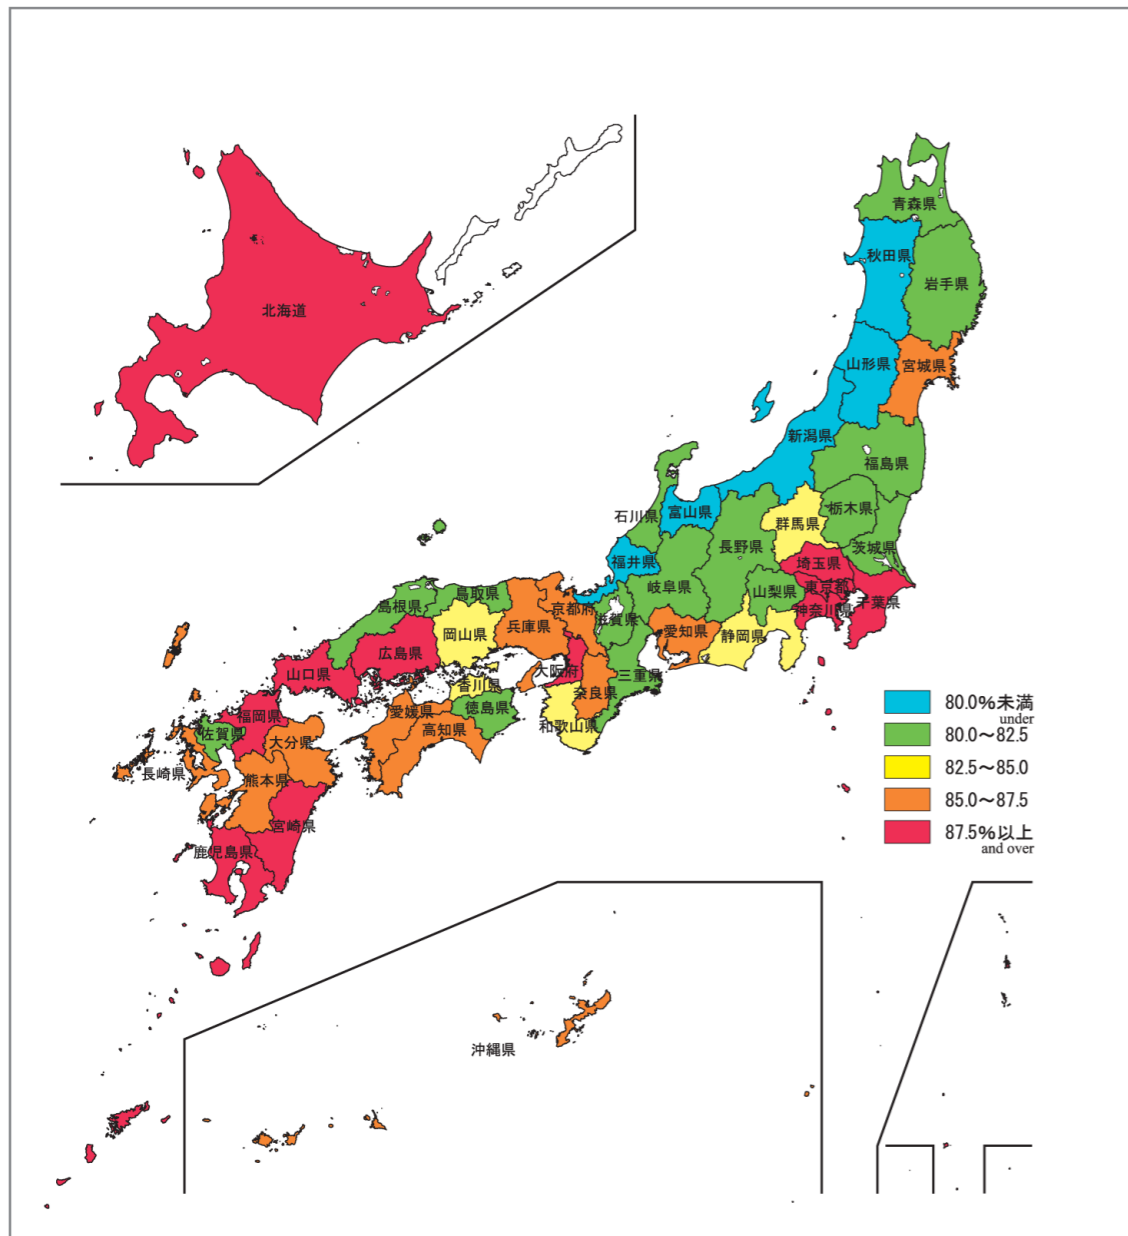 北海道
青森県
秋田県
岩手県
山形県
宮城県
新潟県
福島県
石川県
富山県
群馬県
栃木県
長野県
茨城県
福井県
埼玉県
岐阜県
山梨県
東京都
千葉県
神奈川県
鳥取県
島根県
京都府
滋賀県
兵庫県
愛知県
静岡県
岡山県
広島県
山口県
大阪府
三重県
香川県
奈良県
徳島県
愛媛県
和歌山県
高知県
福岡県
佐賀県
大分県
長崎県
熊本県
宮崎県
鹿児島県
沖縄県
80.0%未満
under
80.0～82.5
82.5～85.0
85.0～87.5
87.5%以上
and over